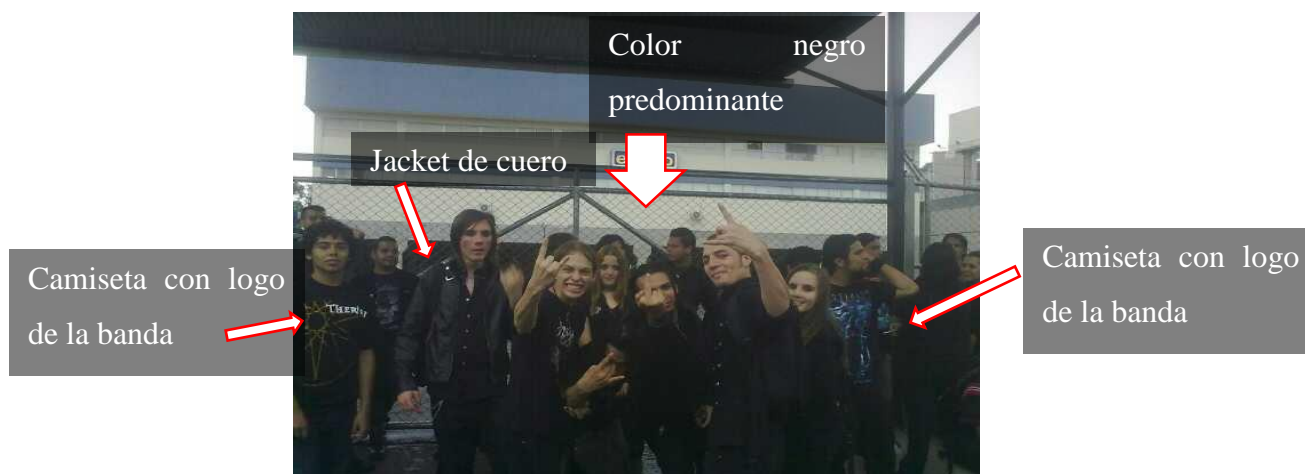 Color negro
predominante
Jacket de cuero
Camiseta con logo
de la banda
Camiseta con logo
de la banda